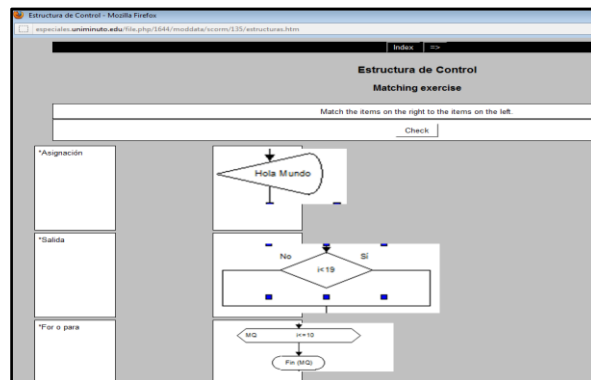 Estructura de Control - Mozilla Firefox
especiales.uniminuto.edu/file.php/1644/moddata/scorm/135/estructuras.htm
Index =>
Estructura de Control
Matching exercise
Match the items on the right to the items on the left.
Check
*Asignación
Hola Mundo
*Salida
No Sí
i<19
*For o para
MQ i<=10
Fin (MQ)